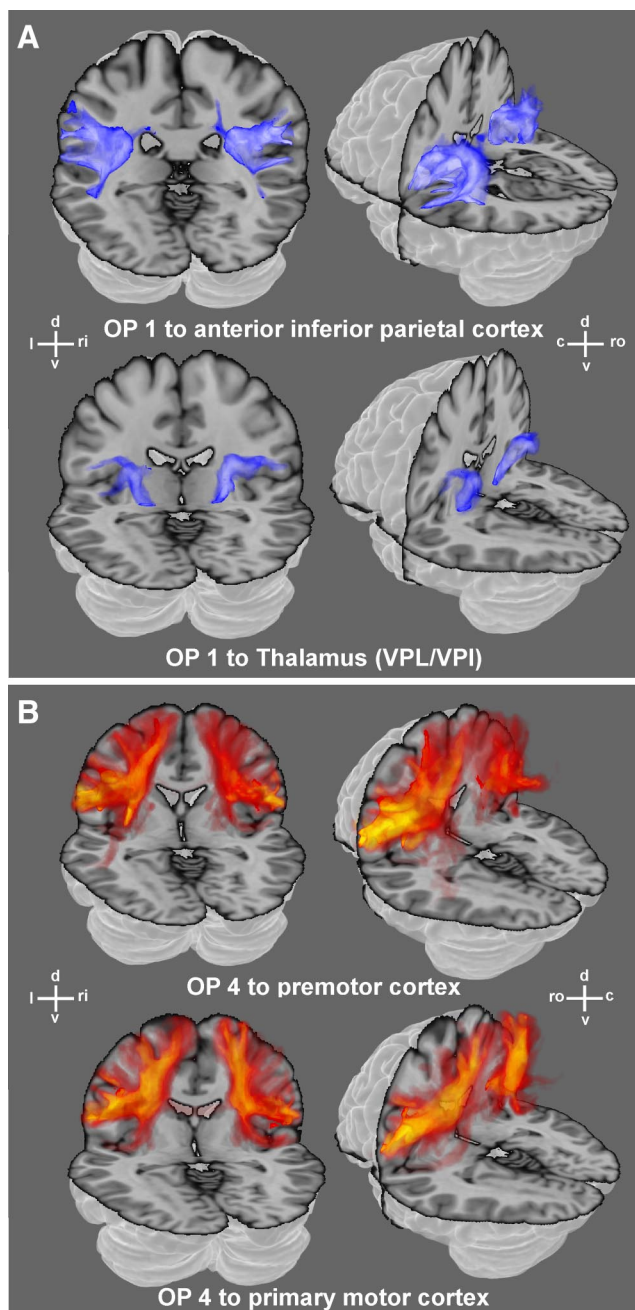 A
OP 1 to anterior inferior parietal cortex
d
l ri
v
d
c ro
v
OP 1 to Thalamus (VPL/VPI)
B
OP 4 to premotor cortex
d
l ri
v
d
ro c
v
OP 4 to primary motor cortex